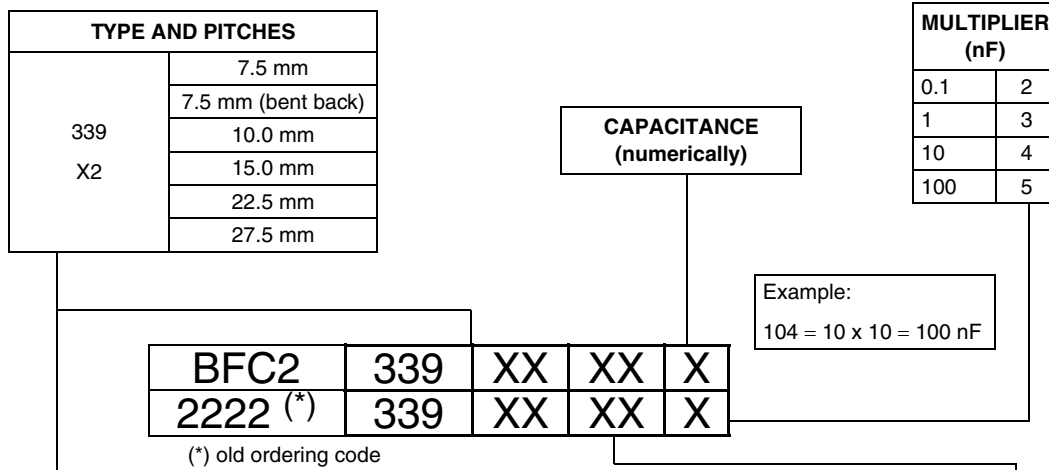 TYPE AND PITCHES
339
X2
7.5 mm
7.5 mm (bent back)
10.0 mm
15.0 mm
22.5 mm
27.5 mm
CAPACITANCE
(numerically)
MULTIPLIER
(nF)
0.1 2
1 3
10 4
100 5
Example:
104 = 10 x 10 = 100 nF
BFC2 339 XX XX X
2222 (*) 339 XX XX X
(*) old ordering code